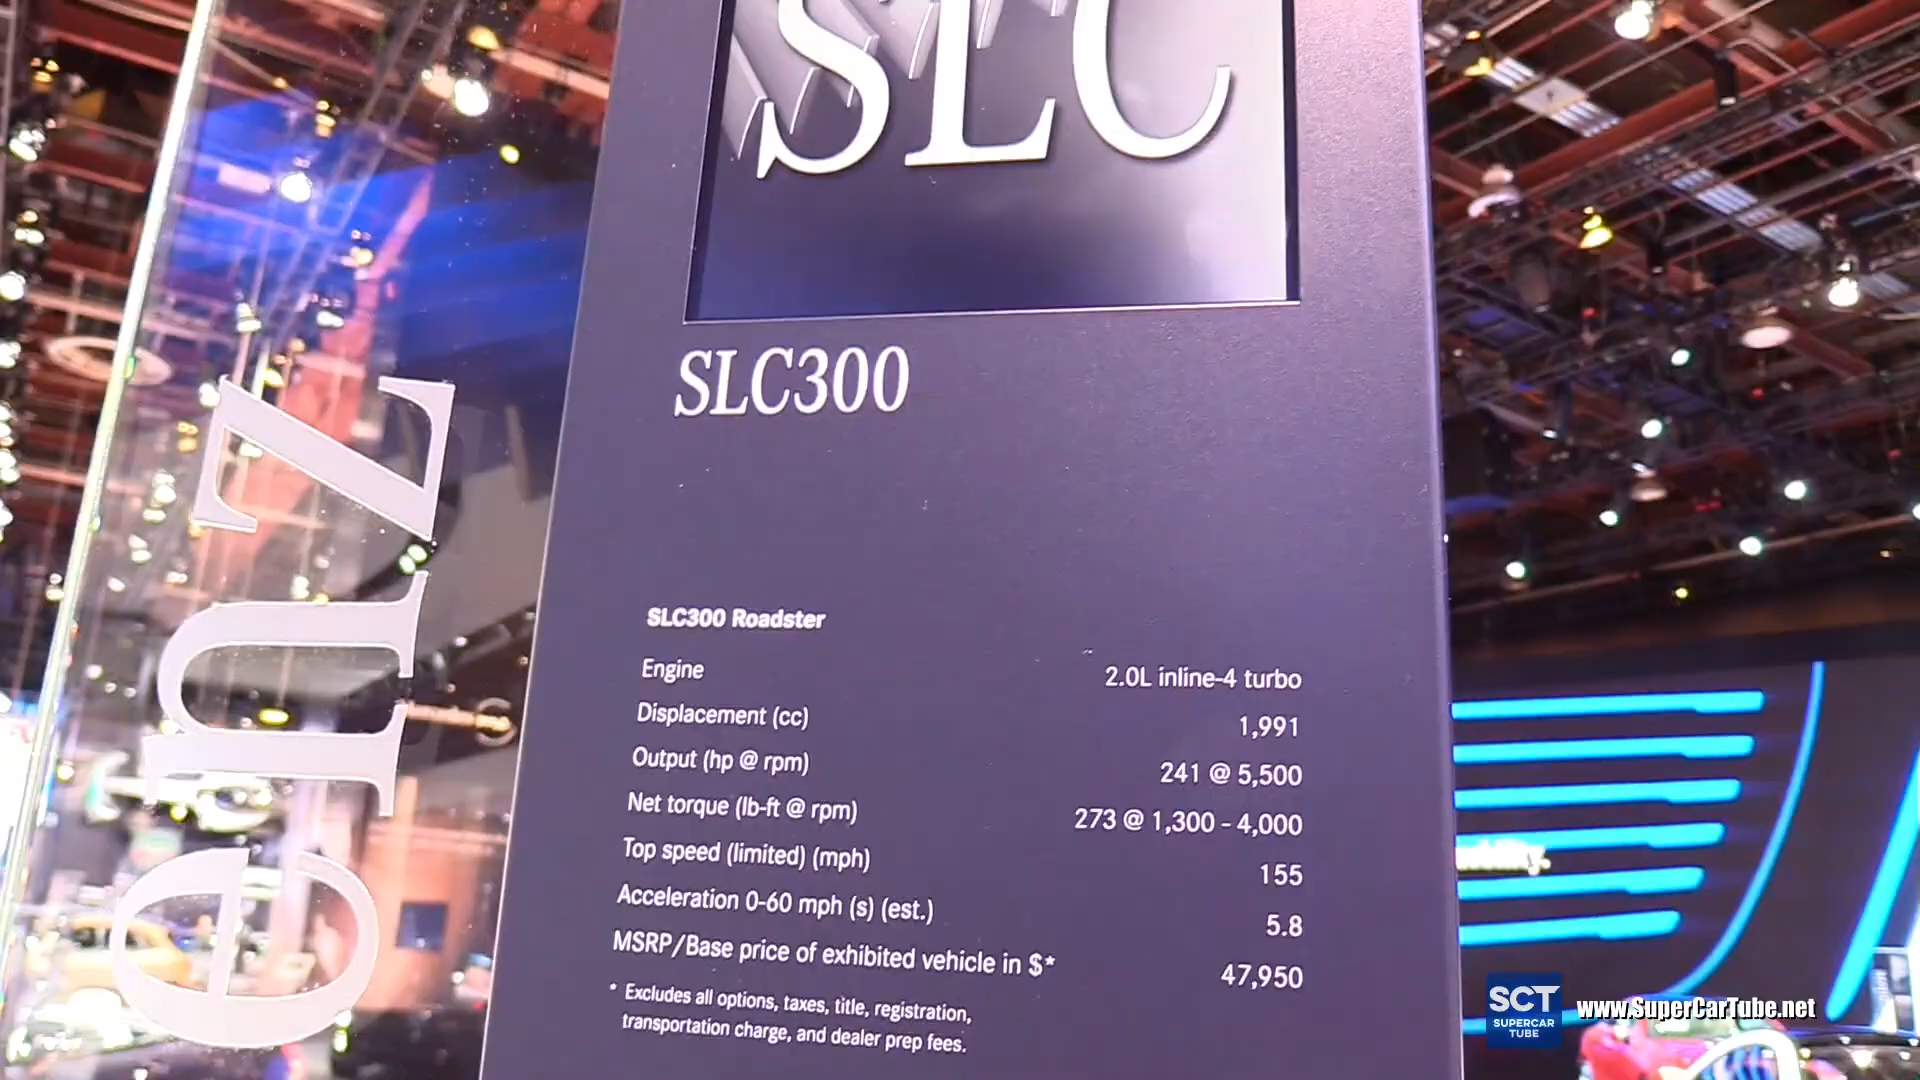 SLC
SLC300
enz
SLC300 Roadster
Engine 2.0L inline-4 turbo
Displacement (cc) 1,991
Output (hp @ rpm) 241 @ 5,500
Net torque (lb-ft @ rpm) 273 @ 1,300 - 4,000
Top speed (limited) (mph) 155
Acceleration 0-60 mph (s) (est.) 5.8
MSRP/Base price of exhibited vehicle in $* 47,950
* Excludes all options, taxes, title, registration,
transportation charge, and dealer prep fees.
SCT
SUPERCAR
TUBE
www.SuperCarTube.net